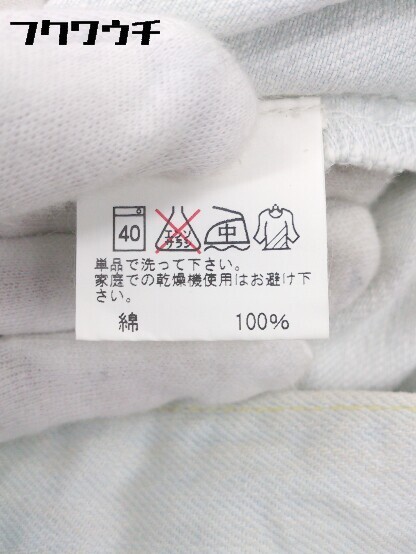 フクワウチ
40
エンソ
サラシ
中
単品で洗って下さい。
家庭での乾燥機使用はお避け下
さい。
綿 100%